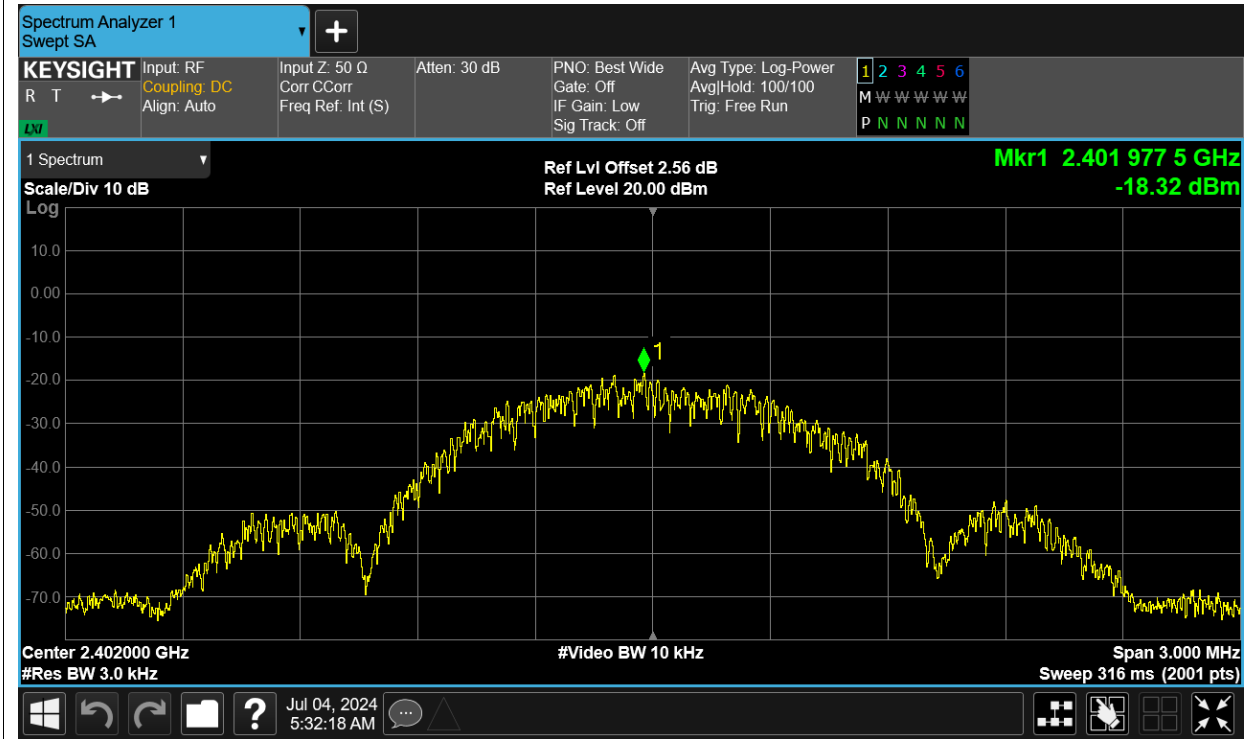 Spectrum Analyzer 1
Swept SA
+
KEYSIGHT
R T
LXI
Input: RF
Coupling: DC
Align: Auto
Input Z: 50 Ω
Corr CCorr
Freq Ref: Int (S)
Atten: 30 dB
PNO: Best Wide
Gate: Off
IF Gain: Low
Sig Track: Off
Avg Type: Log-Power
Avg|Hold: 100/100
Trig: Free Run
1 2 3 4 5 6
M W W W W W
P N N N N N
1 Spectrum
Scale/Div 10 dB
Log
Ref Lvl Offset 2.56 dB
Ref Level 20.00 dBm
Mkr1 2.401 977 5 GHz
-18.32 dBm
10.0
0.00
-10.0
-20.0
-30.0
-40.0
-50.0
-60.0
-70.0
1
Center 2.402000 GHz
#Video BW 10 kHz
Span 3.000 MHz
#Res BW 3.0 kHz
Sweep 316 ms (2001 pts)
?
Jul 04, 2024
5:32:18 AM